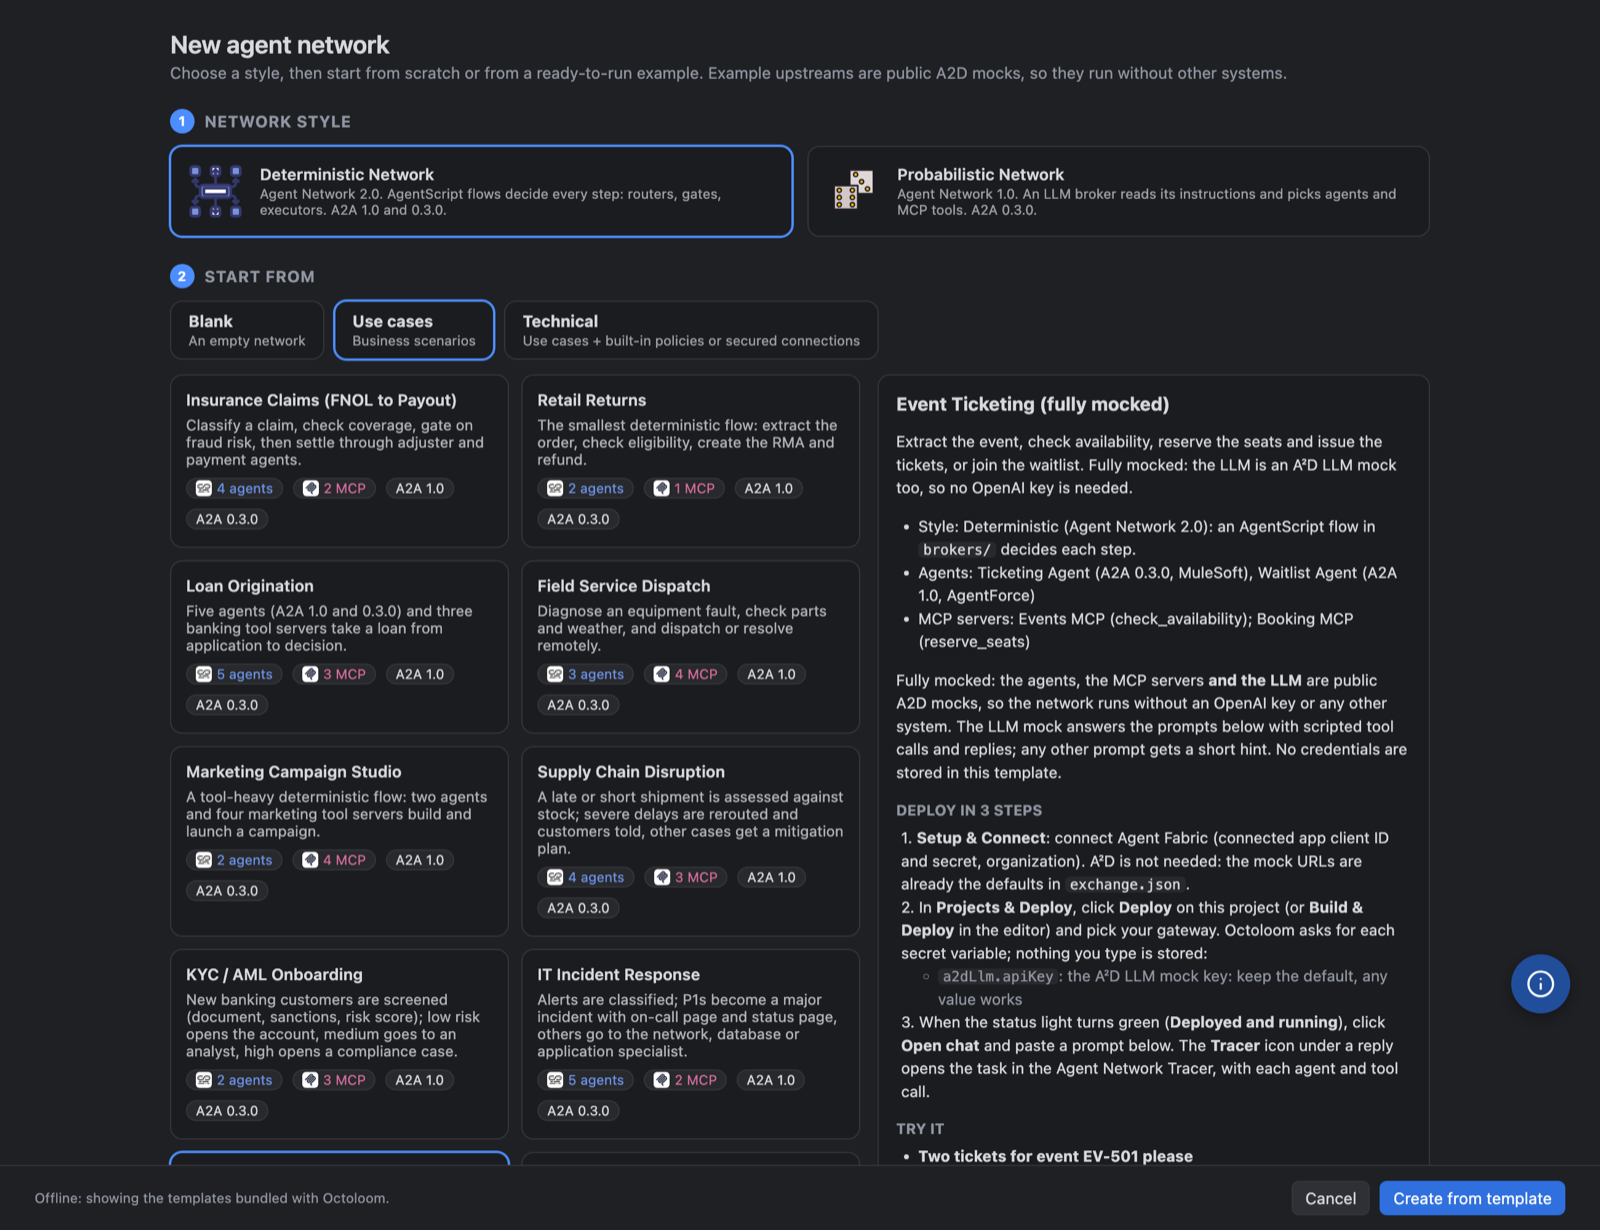 New agent network
Choose a style, then start from scratch or from a ready-to-run example. Example upstreams are public A2D mocks, so they run without other systems.
1 NETWORK STYLE
Deterministic Network
Agent Network 2.0. AgentScript flows decide every step: routers, gates,
executors. A2A 1.0 and 0.3.0.
Probabilistic Network
Agent Network 1.0. An LLM broker reads its instructions and picks agents and
MCP tools. A2A 0.3.0.
2 START FROM
Blank
An empty network
Use cases
Business scenarios
Technical
Use cases + built-in policies or secured connections
Insurance Claims (FNOL to Payout)
Classify a claim, check coverage, gate on
fraud risk, then settle through adjuster and
payment agents.
4 agents 2 MCP A2A 1.0
A2A 0.3.0
Retail Returns
The smallest deterministic flow: extract the
order, check eligibility, create the RMA and
refund.
2 agents 1 MCP A2A 1.0
A2A 0.3.0
Loan Origination
Five agents (A2A 1.0 and 0.3.0) and three
banking tool servers take a loan from
application to decision.
5 agents 3 MCP A2A 1.0
A2A 0.3.0
Field Service Dispatch
Diagnose an equipment fault, check parts
and weather, and dispatch or resolve
remotely.
3 agents 4 MCP A2A 1.0
A2A 0.3.0
Marketing Campaign Studio
A tool-heavy deterministic flow: two agents
and four marketing tool servers build and
launch a campaign.
2 agents 4 MCP A2A 1.0
A2A 0.3.0
Supply Chain Disruption
A late or short shipment is assessed against
stock; severe delays are rerouted and
customers told, other cases get a mitigation
plan.
4 agents 3 MCP A2A 1.0
A2A 0.3.0
KYC / AML Onboarding
New banking customers are screened
(document, sanctions, risk score); low risk
opens the account, medium goes to an
analyst, high opens a compliance case.
2 agents 3 MCP A2A 1.0
A2A 0.3.0
IT Incident Response
Alerts are classified; P1s become a major
incident with on-call page and status page,
others go to the network, database or
application specialist.
5 agents 2 MCP A2A 1.0
A2A 0.3.0
Event Ticketing (fully mocked)
Extract the event, check availability, reserve the seats and issue the
tickets, or join the waitlist. Fully mocked: the LLM is an A²D LLM mock
too, so no OpenAI key is needed.
• Style: Deterministic (Agent Network 2.0): an AgentScript flow in
brokers/ decides each step.
• Agents: Ticketing Agent (A2A 0.3.0, MuleSoft), Waitlist Agent (A2A
1.0, AgentForce)
• MCP servers: Events MCP (check_availability); Booking MCP
(reserve_seats)
Fully mocked: the agents, the MCP servers and the LLM are public
A2D mocks, so the network runs without an OpenAI key or any other
system. The LLM mock answers the prompts below with scripted tool
calls and replies; any other prompt gets a short hint. No credentials are
stored in this template.
DEPLOY IN 3 STEPS
1. Setup & Connect: connect Agent Fabric (connected app client ID
and secret, organization). A²D is not needed: the mock URLs are
already the defaults in exchange.json.
2. In Projects & Deploy, click Deploy on this project (or Build &
Deploy in the editor) and pick your gateway. Octoloom asks for each
secret variable; nothing you type is stored:
◦ a2dLlm.apiKey: the A²D LLM mock key: keep the default, any
value works
3. When the status light turns green (Deployed and running), click
Open chat and paste a prompt below. The Tracer icon under a reply
opens the task in the Agent Network Tracer, with each agent and tool
call.
TRY IT
• Two tickets for event EV-501 please
Offline: showing the templates bundled with Octoloom.
Cancel
Create from template